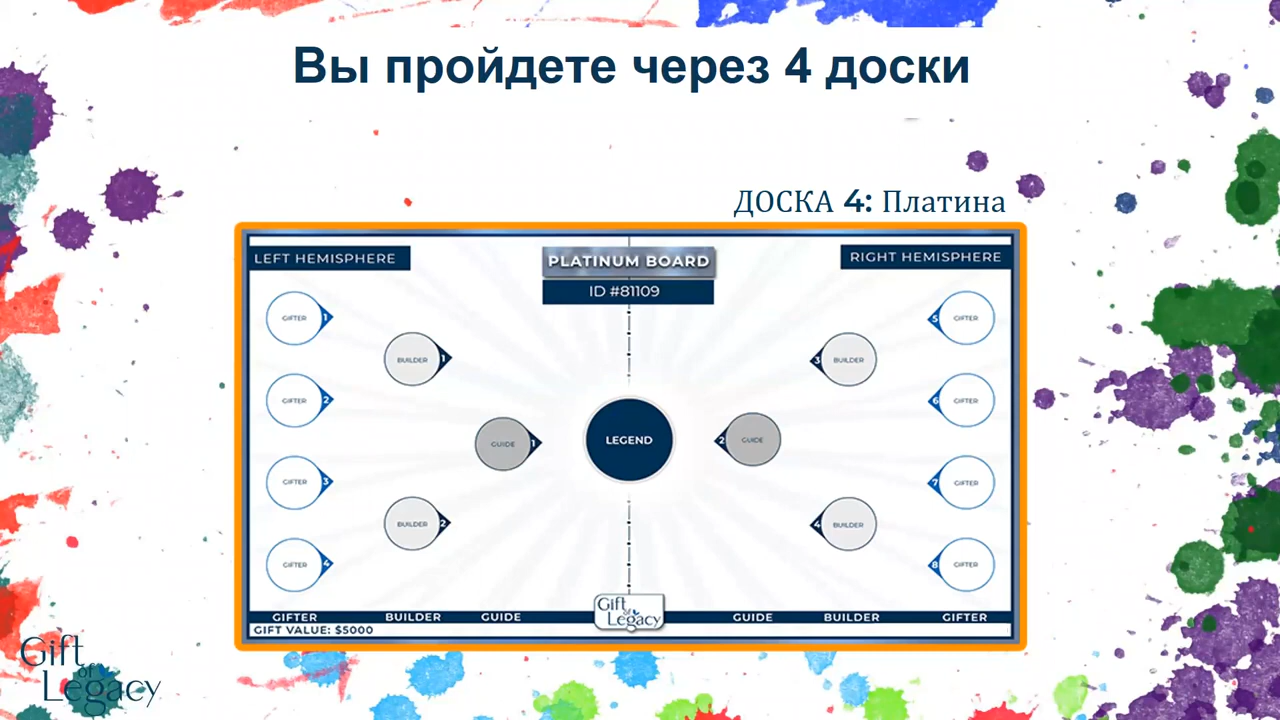 Вы пройдете через 4 доски
ДОСКА 4: Платина
LEFT HEMISPHERE
PLATINUM BOARD
RIGHT HEMISPHERE
ID #81109
GIFTER 1
5 GIFTER
BUILDER 1
3 BUILDER
GIFTER 2
6 GIFTER
GUIDE 1
LEGEND
2 GUIDE
GIFTER 3
7 GIFTER
BUILDER 2
4 BUILDER
GIFTER 4
8 GIFTER
GIFTER BUILDER GUIDE
Gift of Legacy
GUIDE BUILDER GIFTER
GIFT VALUE: $5000
Gift
of
Legacy